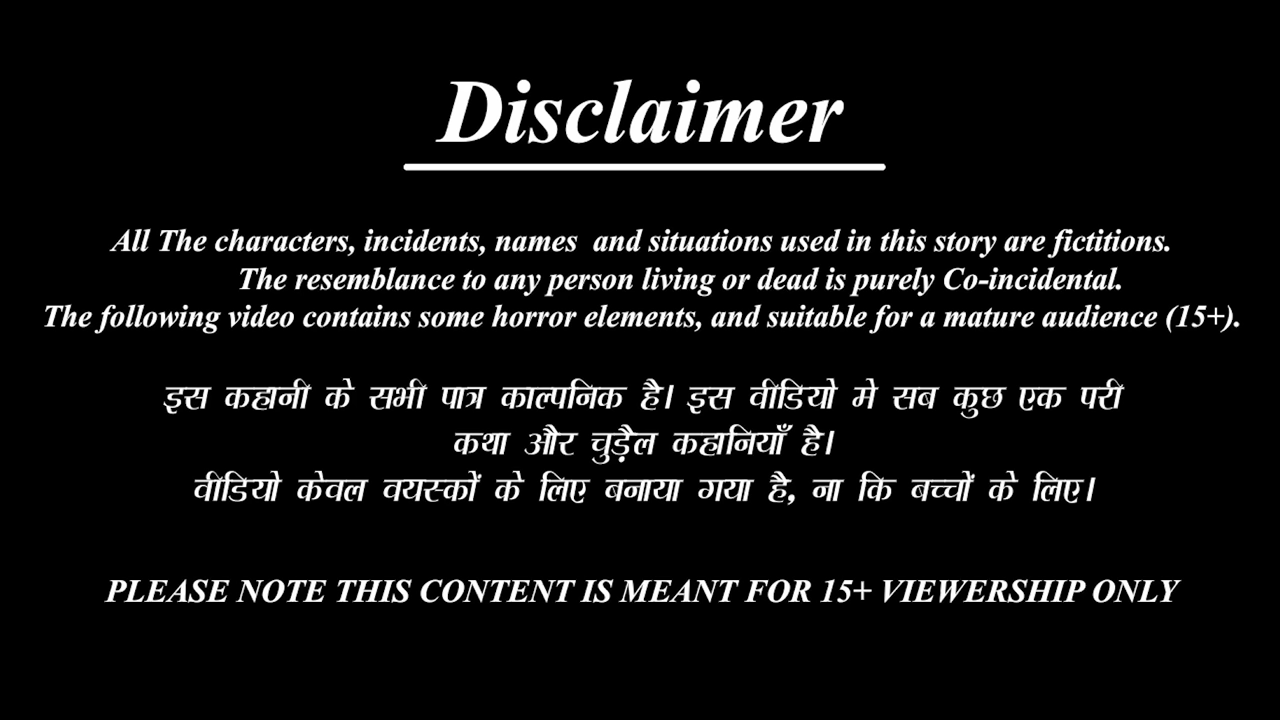 Disclaimer
All The characters, incidents, names and situations used in this story are fictitions.
The resemblance to any person living or dead is purely Co-incidental.
The following video contains some horror elements, and suitable for a mature audience (15+).
इस कहानी के सभी पात्र काल्पनिक है। इस वीडियो मे सब कुछ एक परी
कथा और चुड़ैल कहानियाँ है।
वीडियो केवल वयस्कों के लिए बनाया गया है, ना कि बच्चों के लिए।
PLEASE NOTE THIS CONTENT IS MEANT FOR 15+ VIEWERSHIP ONLY